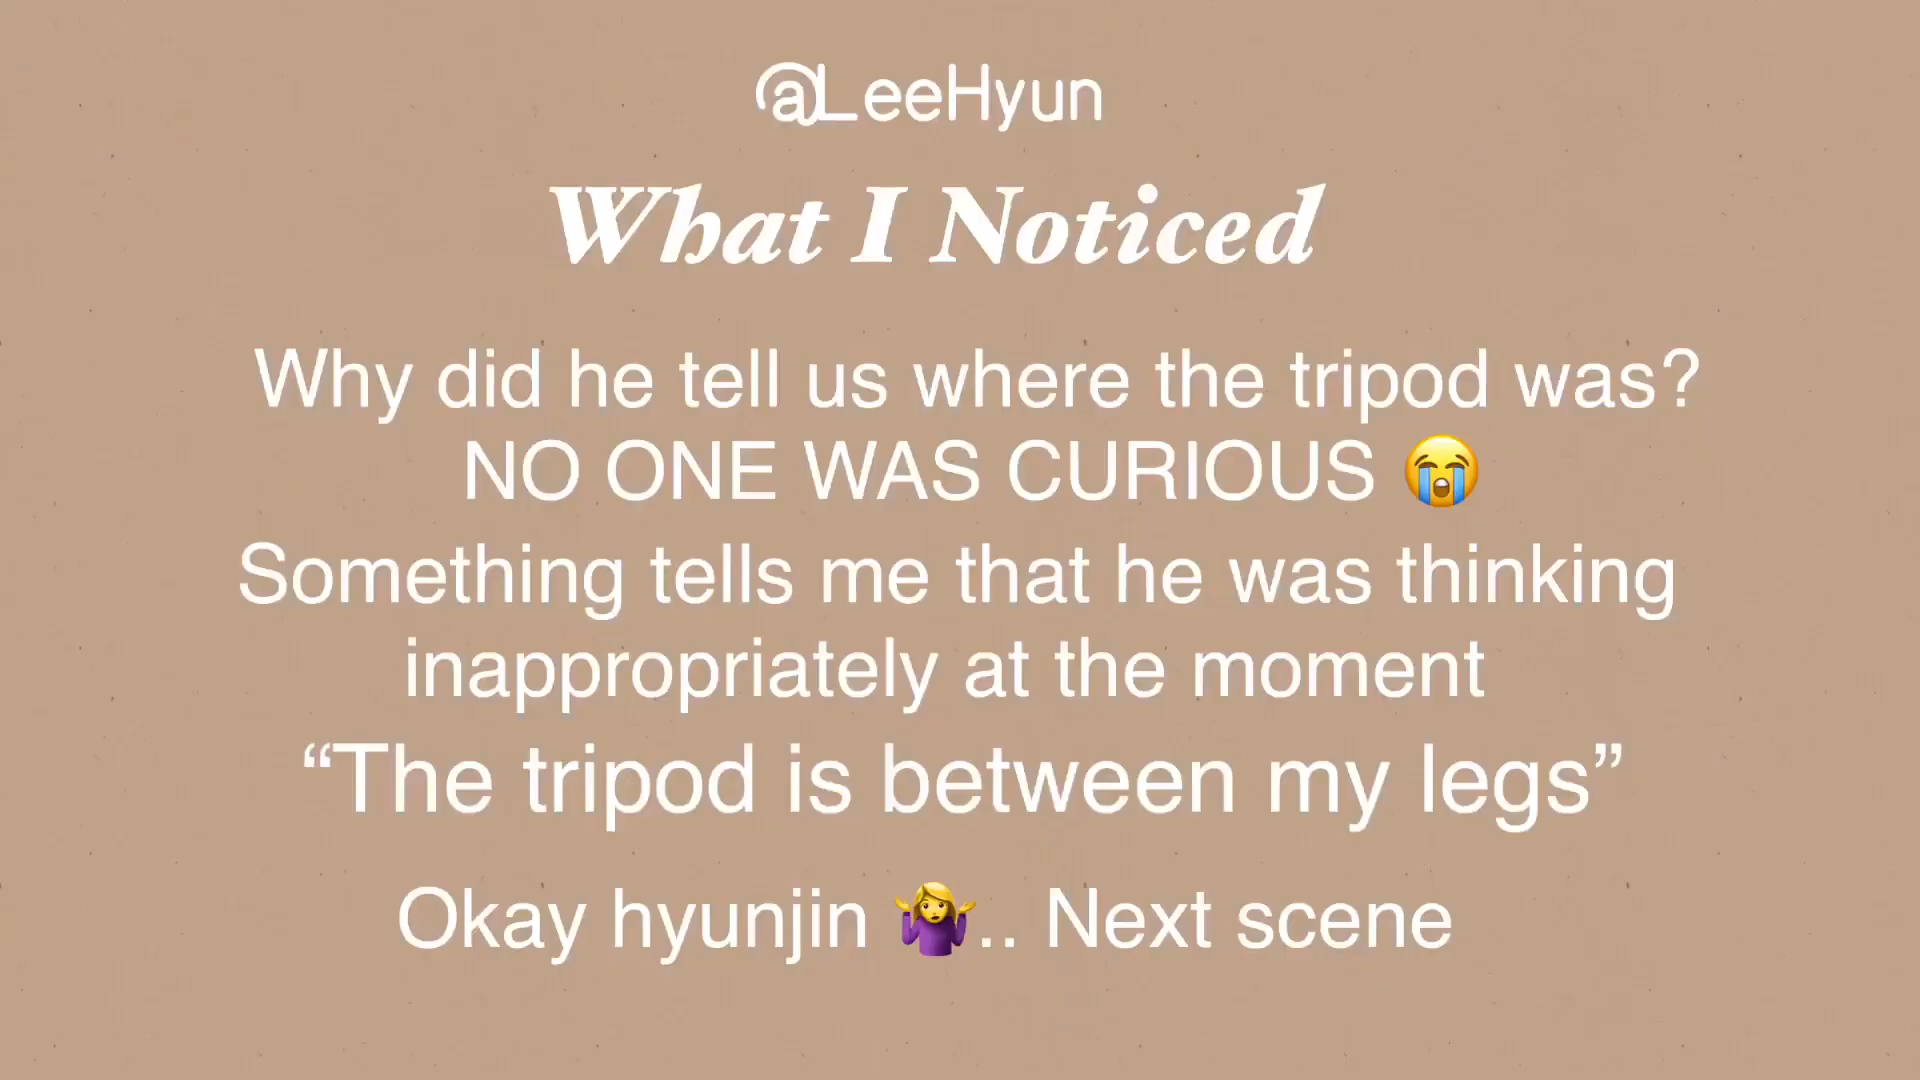 @LeeHyun
What I Noticed
Why did he tell us where the tripod was?
NO ONE WAS CURIOUS 😭
Something tells me that he was thinking
inappropriately at the moment
“The tripod is between my legs”
Okay hyunjin 🤷‍♀️.. Next scene